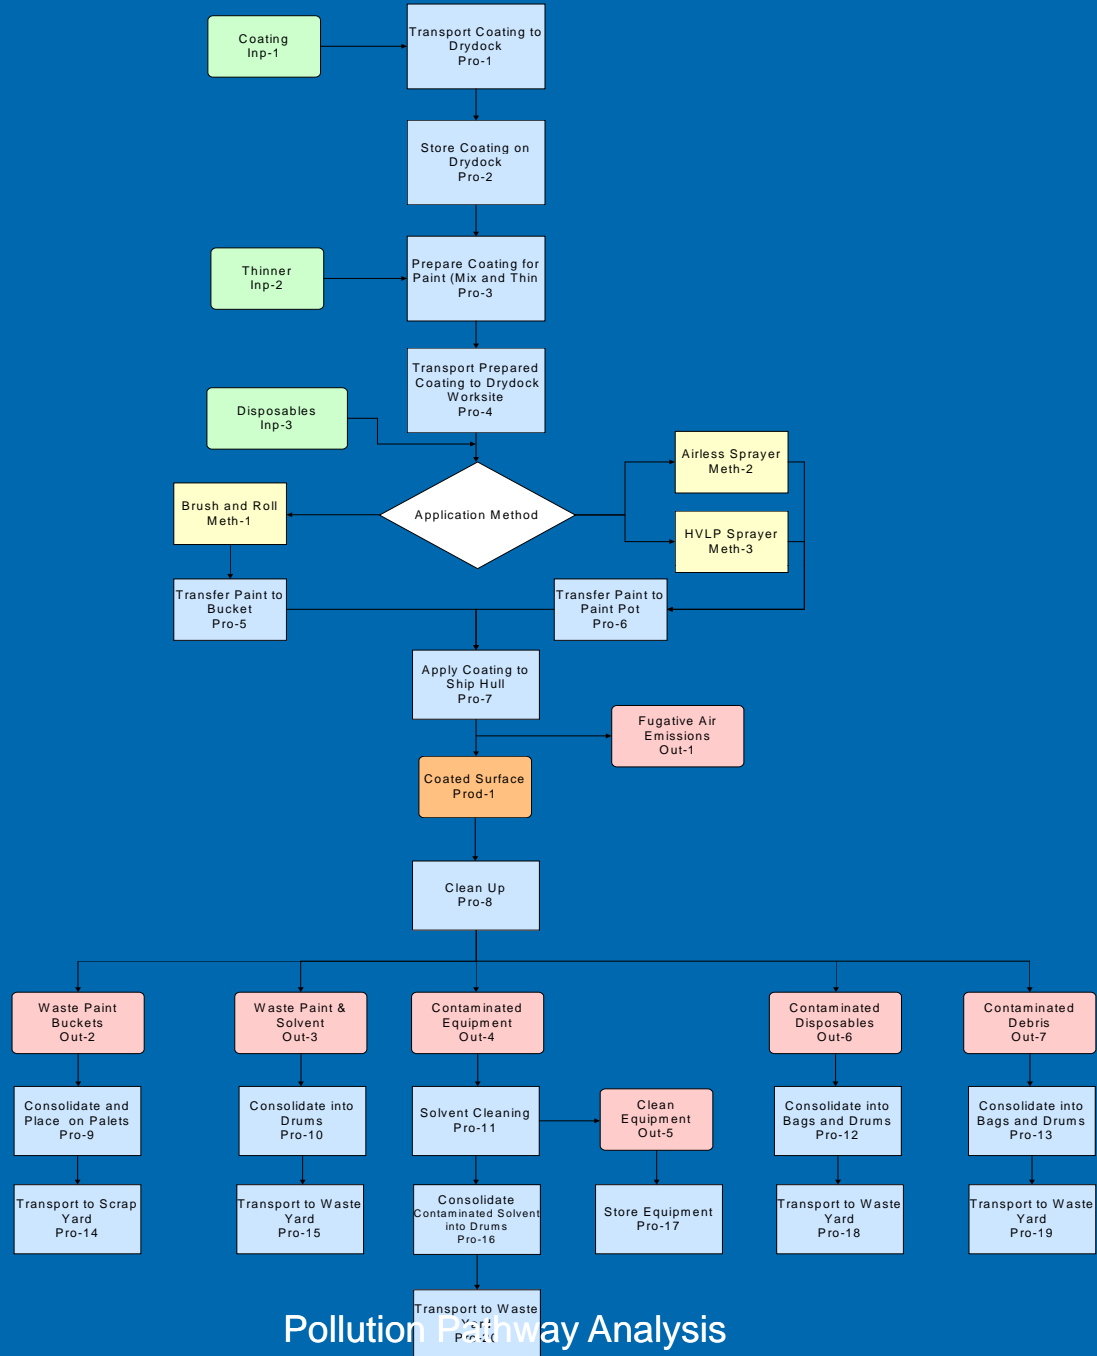 Coating
Inp-1
Transport Coating to
Drydock
Pro-1
Store Coating on
Drydock
Pro-2
Thinner
Inp-2
Prepare Coating for
Paint (Mix and Thin
Pro-3
Transport Prepared
Coating to Drydock
Worksite
Pro-4
Disposables
Inp-3
Application Method
Airless Sprayer
Meth-2
Brush and Roll
Meth-1
HVLP Sprayer
Meth-3
Transfer Paint to
Bucket
Pro-5
Transfer Paint to
Paint Pot
Pro-6
Apply Coating to
Ship Hull
Pro-7
Fugative Air
Emissions
Out-1
Coated Surface
Prod-1
Clean Up
Pro-8
Waste Paint
Buckets
Out-2
Waste Paint &
Solvent
Out-3
Contaminated
Equipment
Out-4
Contaminated
Disposables
Out-6
Contaminated
Debris
Out-7
Consolidate and
Place on Palets
Pro-9
Consolidate into
Drums
Pro-10
Solvent Cleaning
Pro-11
Clean
Equipment
Out-5
Consolidate into
Bags and Drums
Pro-12
Consolidate into
Bags and Drums
Pro-13
Transport to Scrap
Yard
Pro-14
Transport to Waste
Yard
Pro-15
Consolidate
Contaminated Solvent
into Drums
Pro-16
Store Equipment
Pro-17
Transport to Waste
Yard
Pro-18
Transport to Waste
Yard
Pro-19
Transport to Waste
Yard
Pro-20
Pollution Pathway Analysis